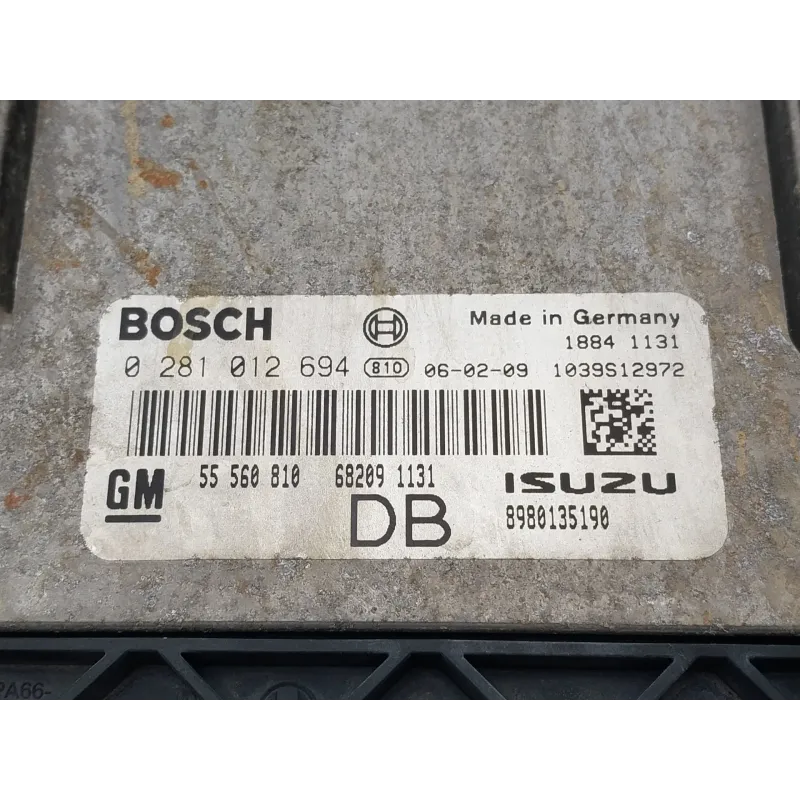 BOSCH Made in Germany
1884 1131
0 281 012 694 810 06-02-09 1039S12972
GM 55 560 810 68209 1131 ISUZU
DB 8980135190
PA66-